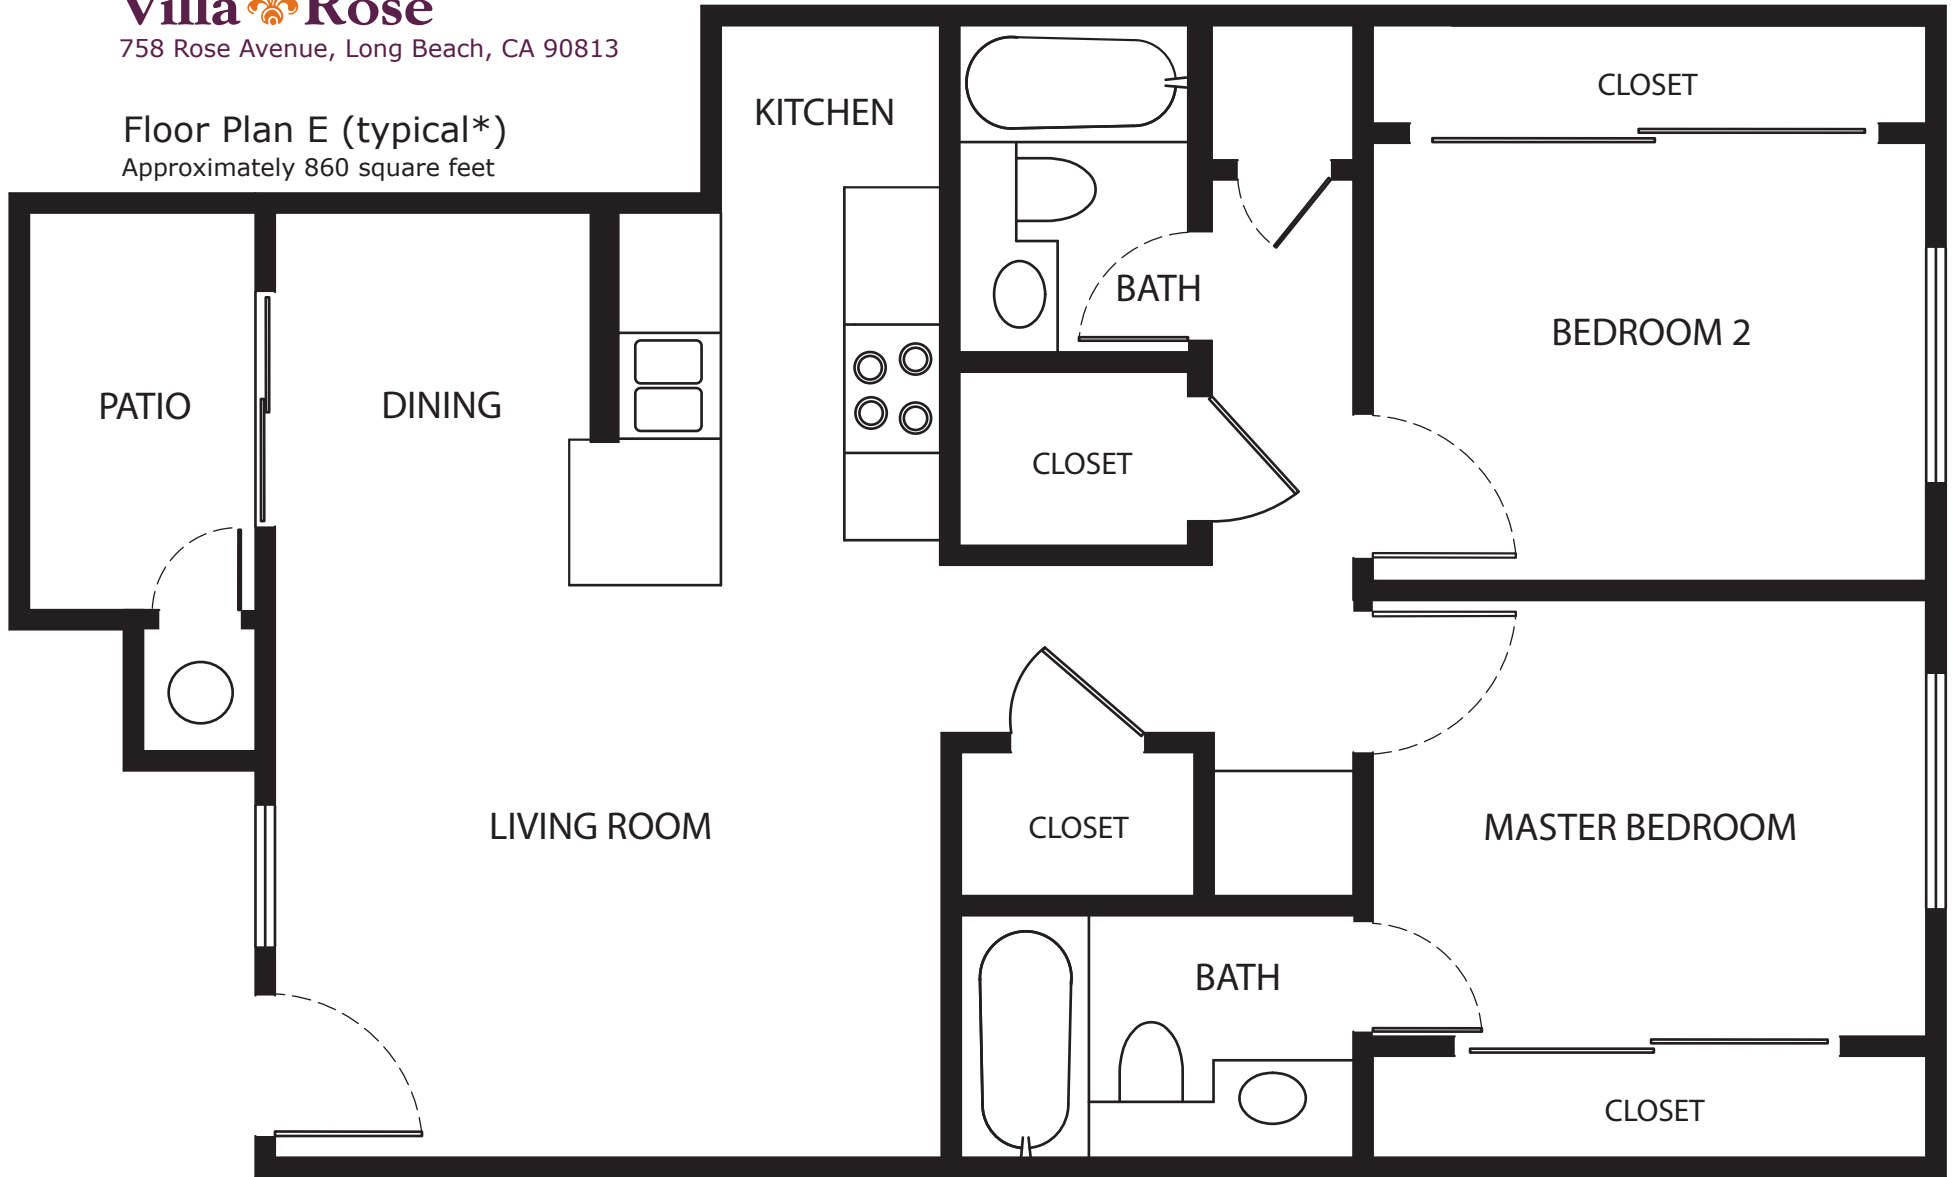 Villa Rose
758 Rose Avenue, Long Beach, CA 90813
Floor Plan E (typical*)
Approximately 860 square feet
KITCHEN
CLOSET
BATH
BEDROOM 2
PATIO
DINING
CLOSET
LIVING ROOM
CLOSET
MASTER BEDROOM
BATH
CLOSET